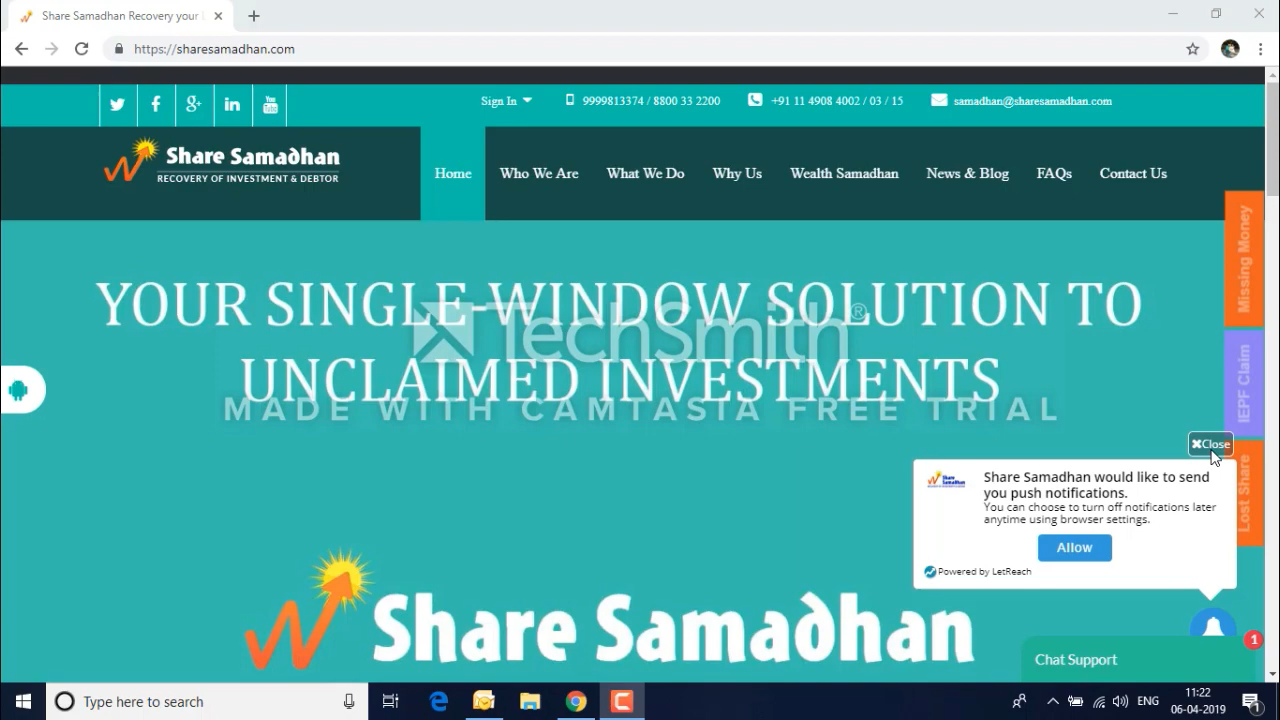 Share Samadhan Recovery your
https://sharesamadhan.com
Sign In
9999813374 / 8800 33 2200
+91 11 4908 4002 / 03 / 15
samadhan@sharesamadhan.com
Share Samadhan
RECOVERY OF INVESTMENT & DEBTOR
Home
Who We Are
What We Do
Why Us
Wealth Samadhan
News & Blog
FAQs
Contact Us
Missing Money
IEPF Claim
Lost Share
YOUR SINGLE-WINDOW SOLUTION TO
UNCLAIMED INVESTMENTS
TechSmith®
MADE WITH CAMTASIA FREE TRIAL
Close
Share Samadhan would like to send
you push notifications.
You can choose to turn off notifications later
anytime using browser settings.
Allow
Powered by LetReach
Share Samadhan
1
Chat Support
Type here to search
ENG
11:22
06-04-2019
1